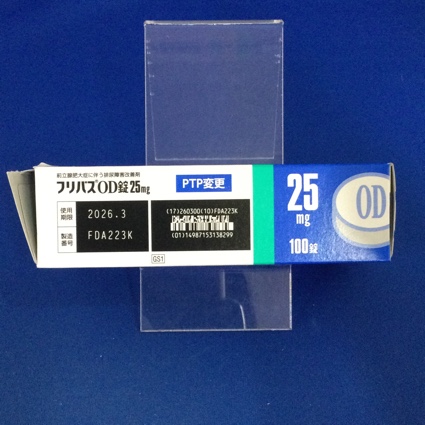 前立腺肥大症に伴う排尿障害改善剤
フリバスOD錠25mg
PTP変更
使用期限 2026.3
製造番号 FDA223K
(17)260300(10)FDA223K
(01)14987153138299
GS1
25
mg
100錠
OD